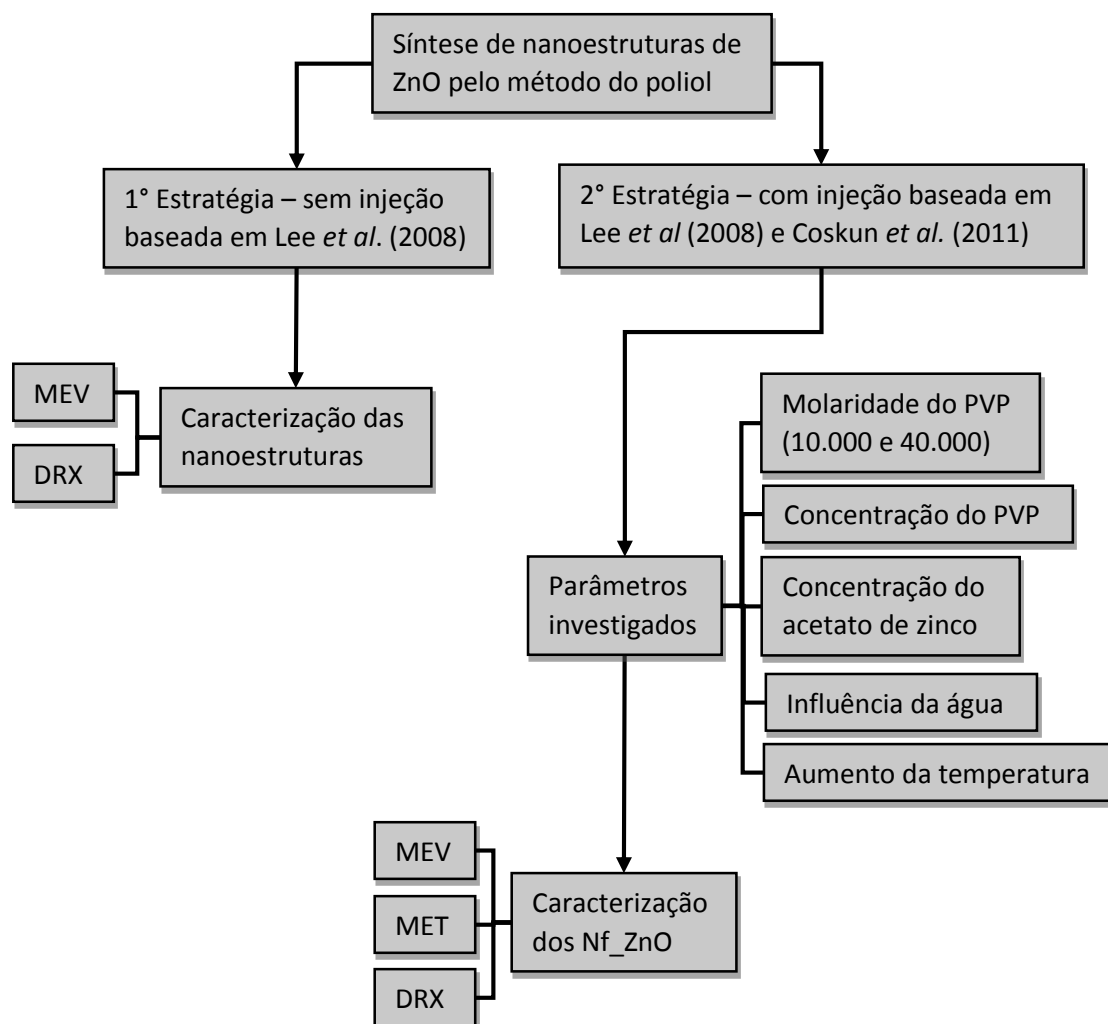 Síntese de nanoestruturas de
ZnO pelo método do poliol
1° Estratégia – sem injeção
baseada em Lee et al. (2008)
2° Estratégia – com injeção baseada em
Lee et al (2008) e Coskun et al. (2011)
MEV
DRX
Caracterização das
nanoestruturas
Molaridade do PVP
(10.000 e 40.000)
Concentração do PVP
Parâmetros
investigados
Concentração do
acetato de zinco
Influência da água
Aumento da temperatura
MEV
MET
DRX
Caracterização
dos Nf_ZnO